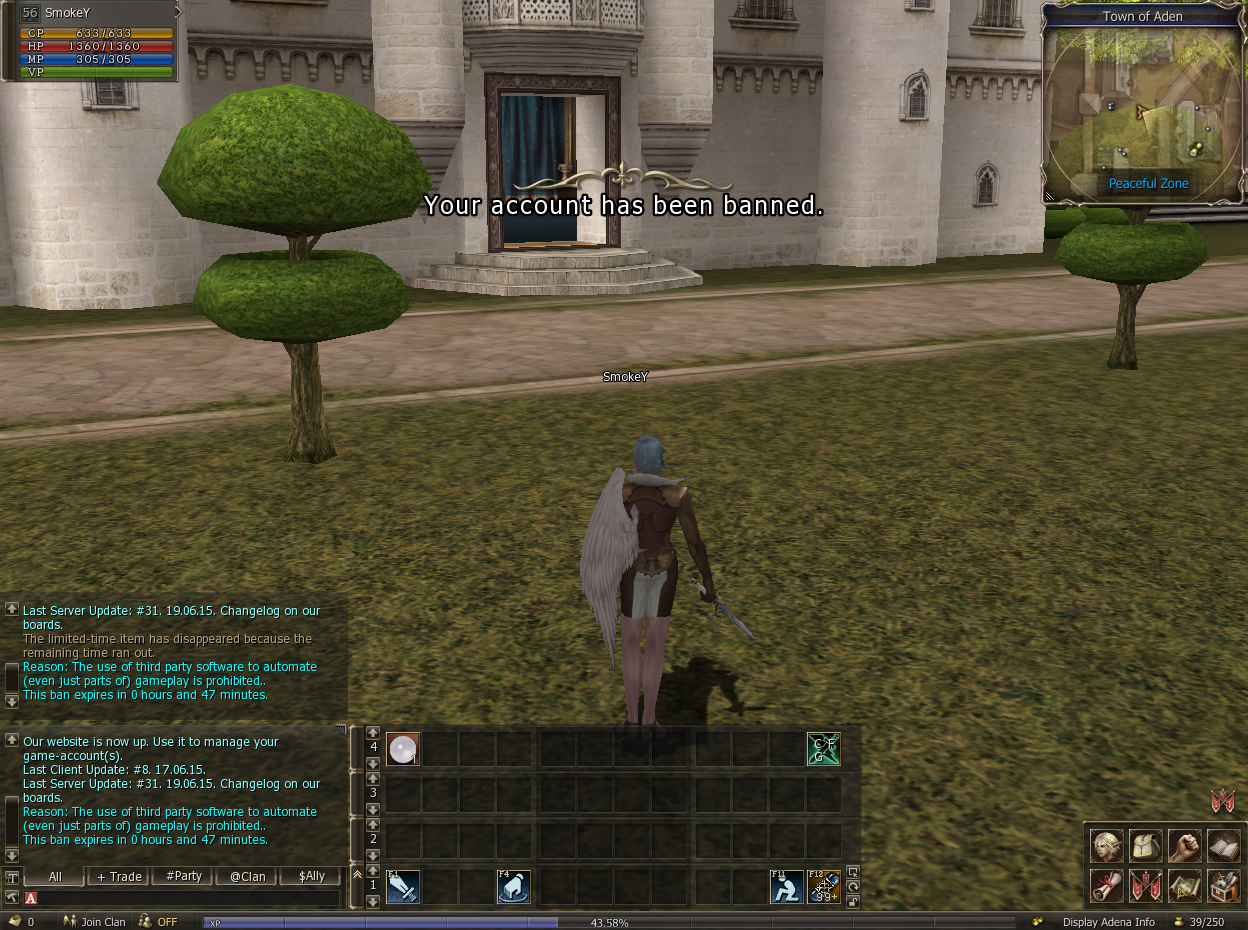 56 SmokeY
CP 633/633
HP 1360/1360
MP 305/305
VP
Town of Aden
Peaceful Zone
Your account has been banned.
SmokeY
Last Server Update: #31. 19.06.15. Changelog on our
boards.
The limited-time item has disappeared because the
remaining time ran out.
Reason: The use of third party software to automate
(even just parts of) gameplay is prohibited..
This ban expires in 0 hours and 47 minutes.
Our website is now up. Use it to manage your
game-account(s).
Last Client Update: #8. 17.06.15.
Last Server Update: #31. 19.06.15. Changelog on our
boards.
Reason: The use of third party software to automate
(even just parts of) gameplay is prohibited..
This ban expires in 0 hours and 47 minutes.
All + Trade #Party @Clan $Ally
A
4
C F
G
3
2
1
F1 F4 F11 F12
99+
0 Join Clan OFF XP 43.58% Display Adena Info 39/250